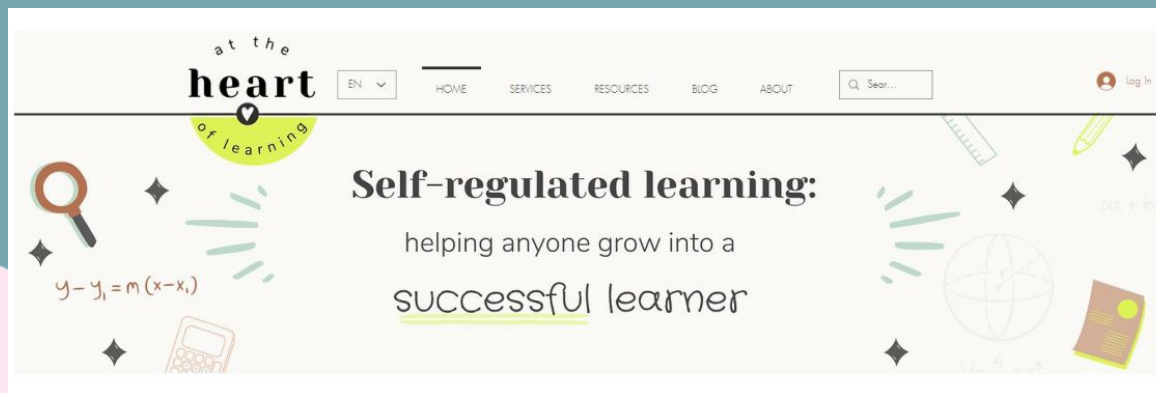 at the
heart
of learning
EN
HOME
SERVICES
RESOURCES
BLOG
ABOUT
Sear...
Log In
Self-regulated learning:
helping anyone grow into a
successful learner
y-y₁=m(x-x₁)